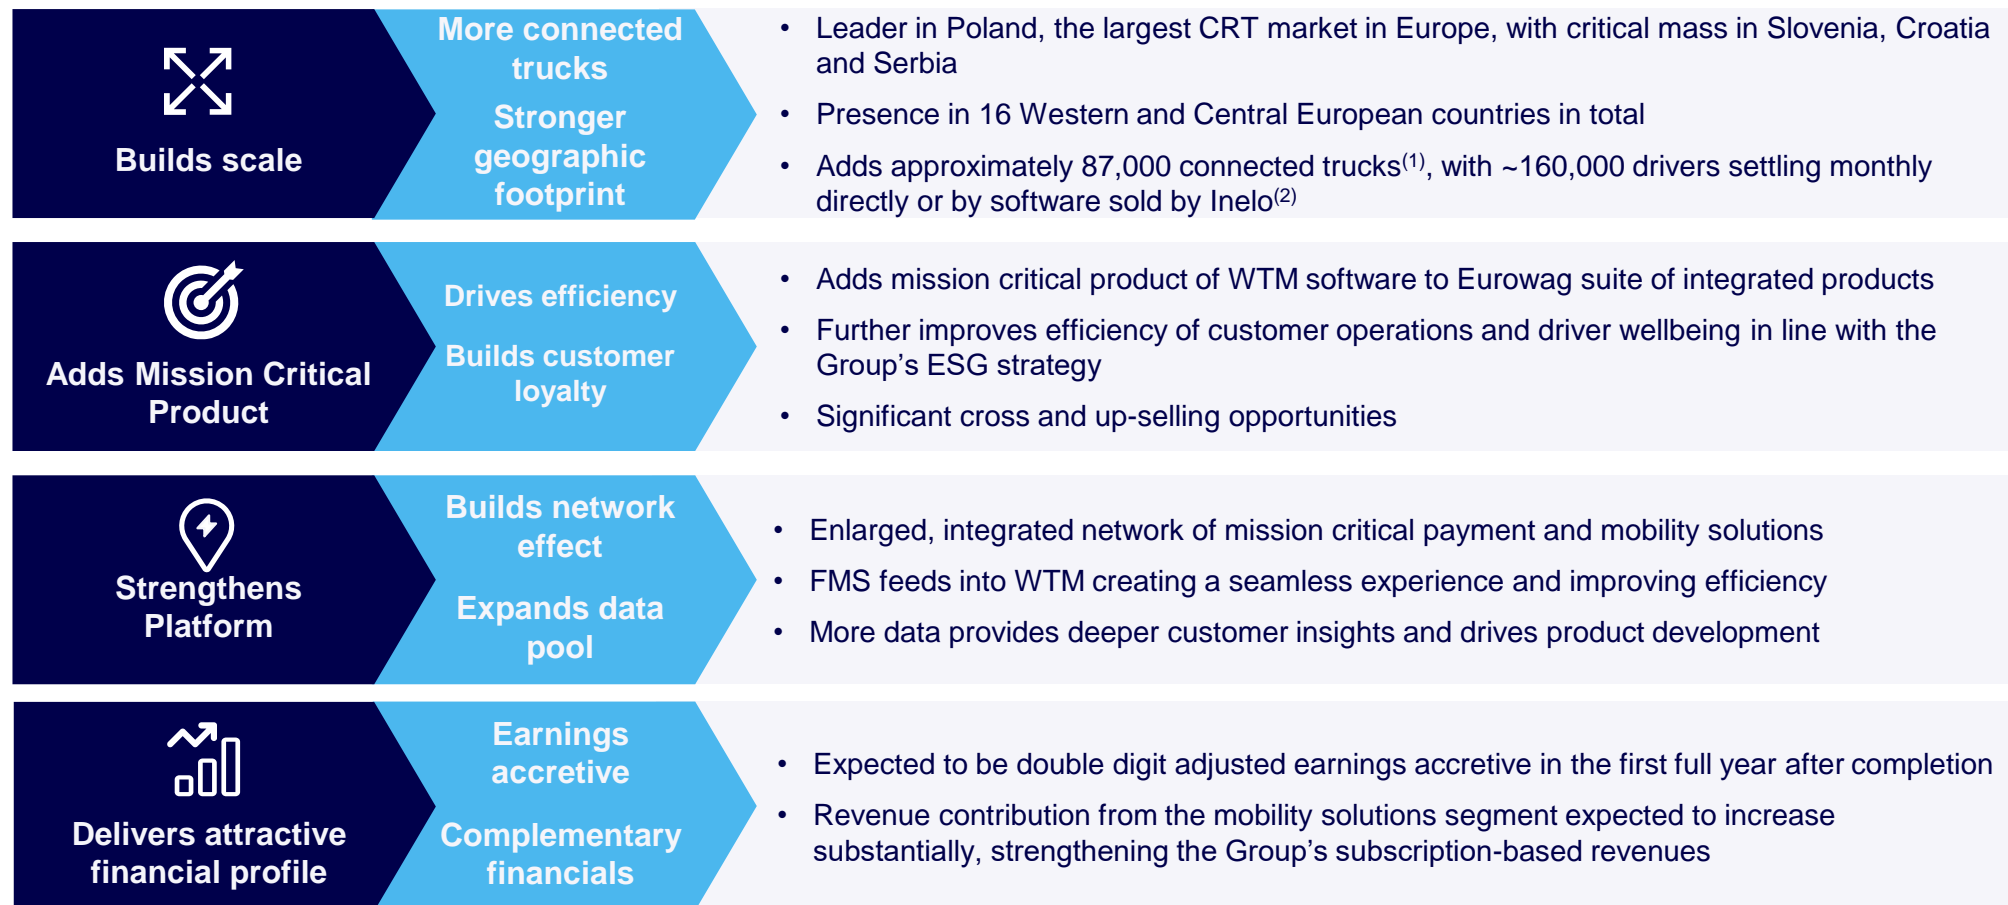 Builds scale
More connected
trucks
Stronger
geographic
footprint
• Leader in Poland, the largest CRT market in Europe, with critical mass in Slovenia, Croatia
and Serbia
• Presence in 16 Western and Central European countries in total
• Adds approximately 87,000 connected trucks(1), with ~160,000 drivers settling monthly
directly or by software sold by Inelo(2)
Adds Mission Critical
Product
Drives efficiency
Builds customer
loyalty
• Adds mission critical product of WTM software to Eurowag suite of integrated products
• Further improves efficiency of customer operations and driver wellbeing in line with the
Group’s ESG strategy
• Significant cross and up-selling opportunities
Strengthens
Platform
Builds network
effect
Expands data
pool
• Enlarged, integrated network of mission critical payment and mobility solutions
• FMS feeds into WTM creating a seamless experience and improving efficiency
• More data provides deeper customer insights and drives product development
Delivers attractive
financial profile
Earnings
accretive
Complementary
financials
• Expected to be double digit adjusted earnings accretive in the first full year after completion
• Revenue contribution from the mobility solutions segment expected to increase
substantially, strengthening the Group’s subscription-based revenues